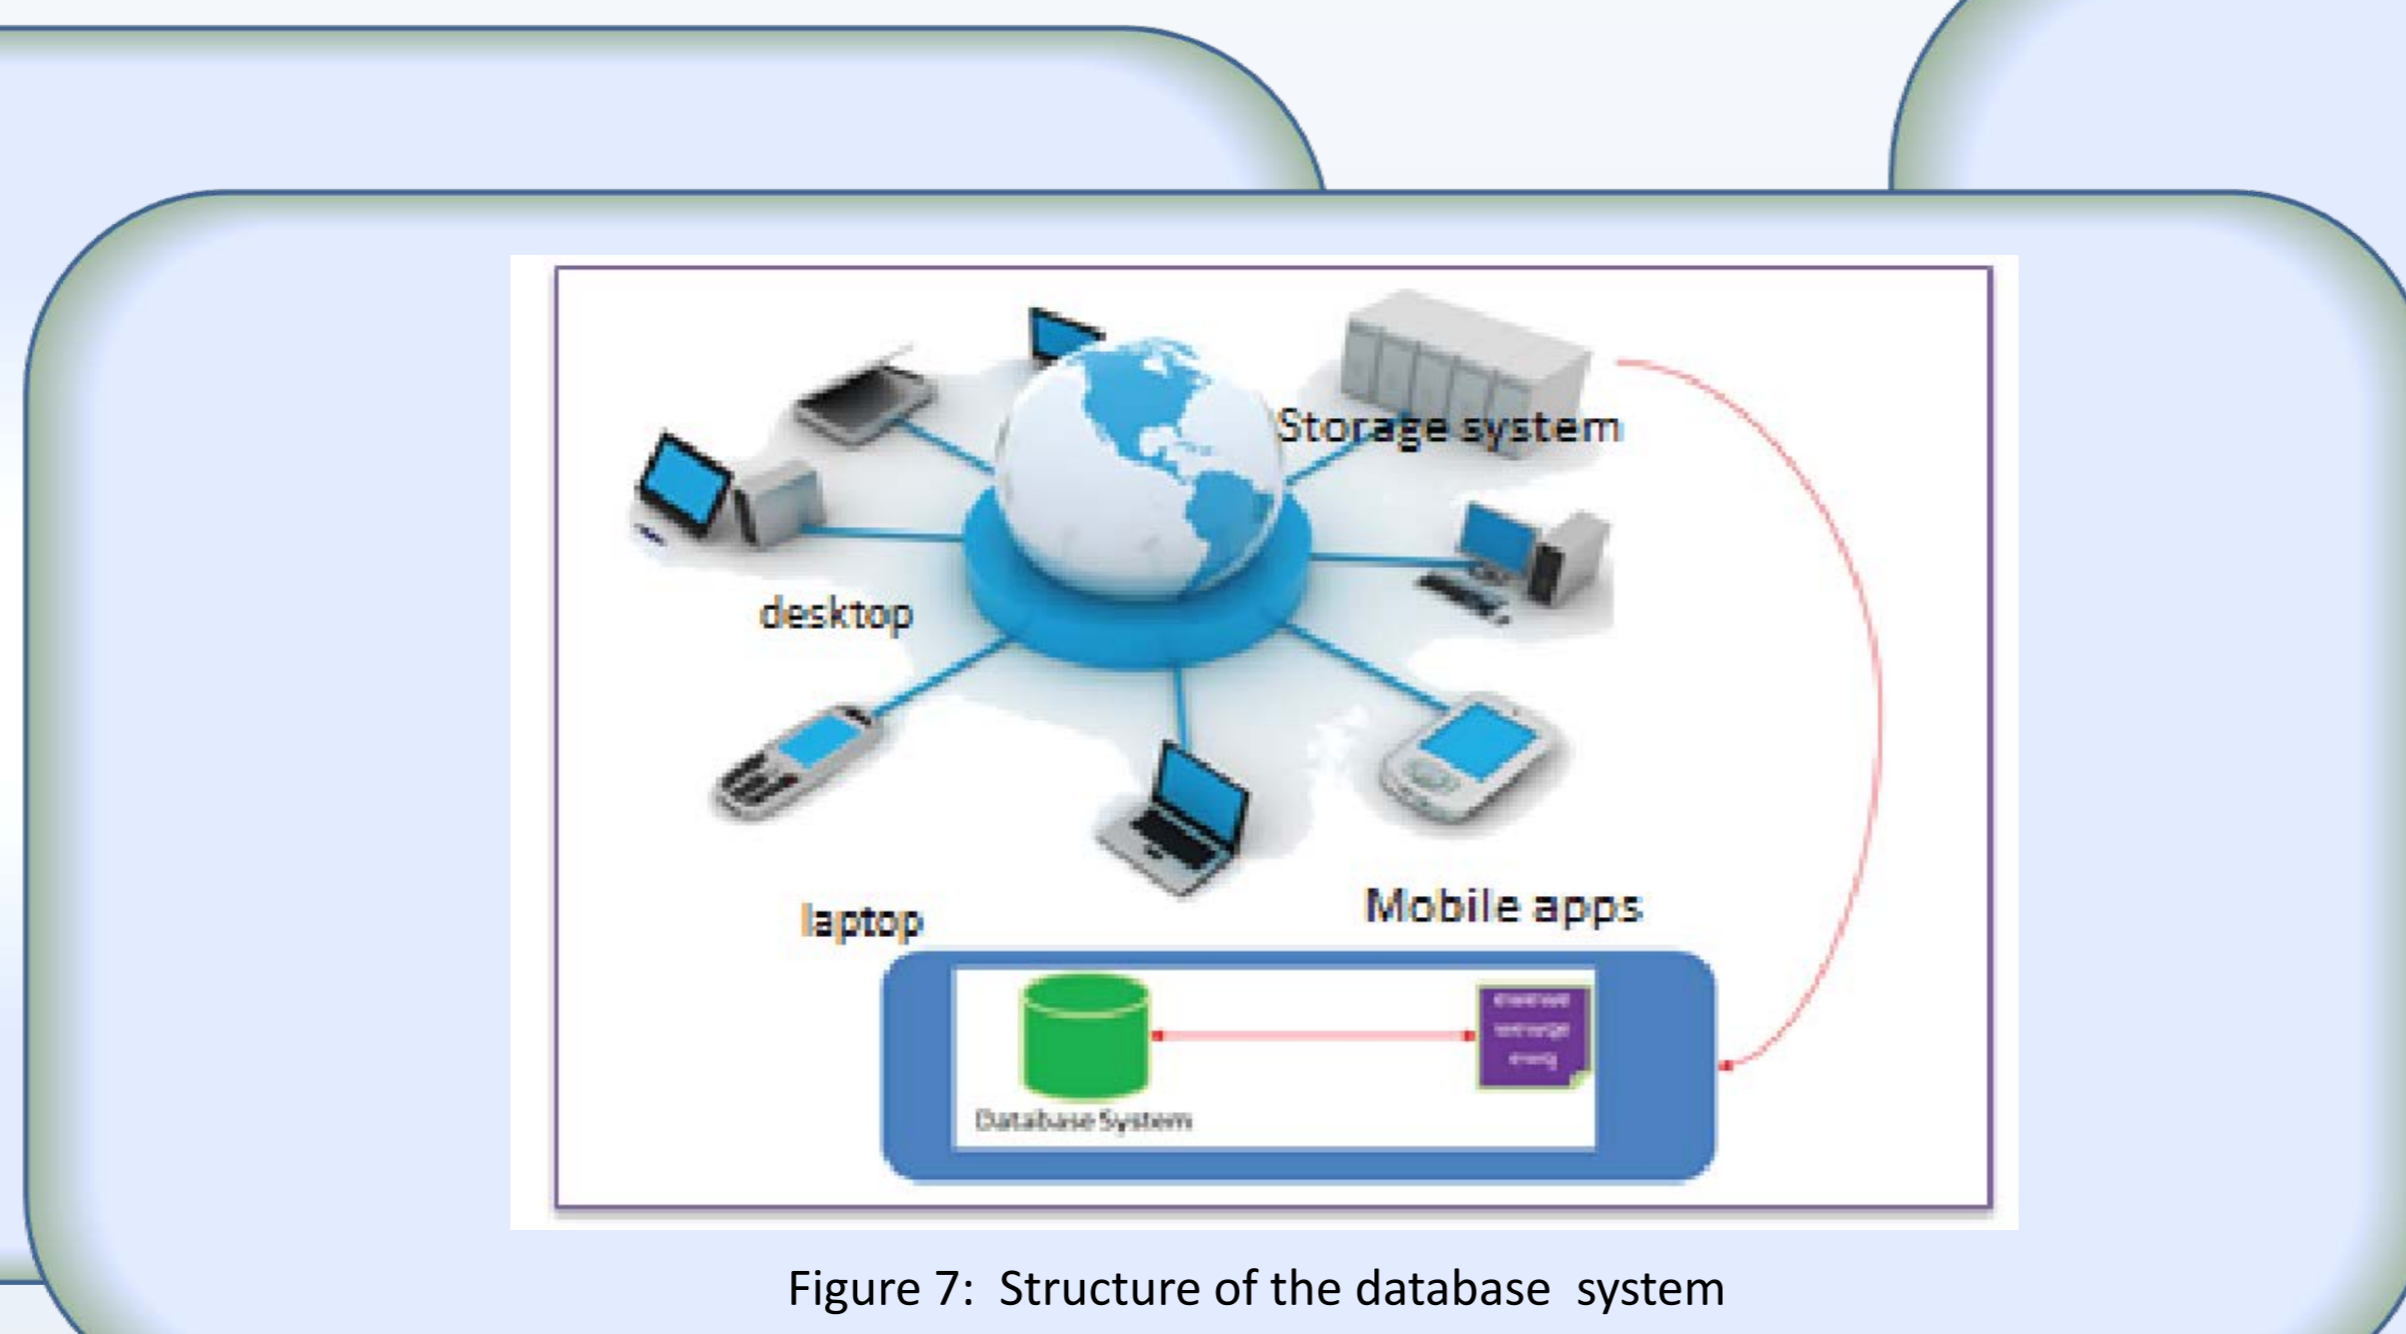 Storage system
desktop
laptop
Mobile apps
Database System
Figure 7:  Structure of the database  system